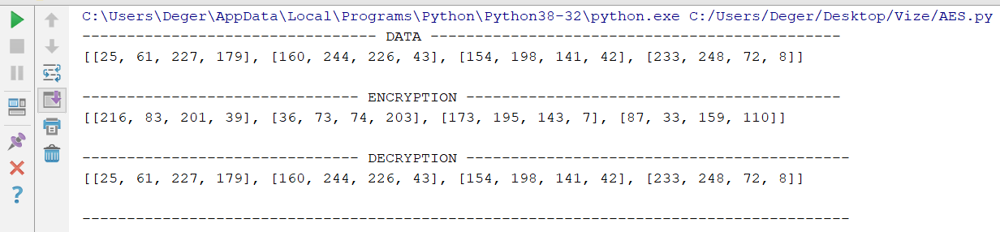 C:\Users\Deger\AppData\Local\Programs\Python\Python38-32\python.exe C:/Users/Deger/Desktop/Vize/AES.py
--------------------------------- DATA ----------------------------------------------
[[25, 61, 227, 179], [160, 244, 226, 43], [154, 198, 141, 42], [233, 248, 72, 8]]
------------------------------- ENCRYPTION ------------------------------------------
[[216, 83, 201, 39], [36, 73, 74, 203], [173, 195, 143, 7], [87, 33, 159, 110]]
------------------------------- DECRYPTION -------------------------------------------
[[25, 61, 227, 179], [160, 244, 226, 43], [154, 198, 141, 42], [233, 248, 72, 8]]
--------------------------------------------------------------------------------------